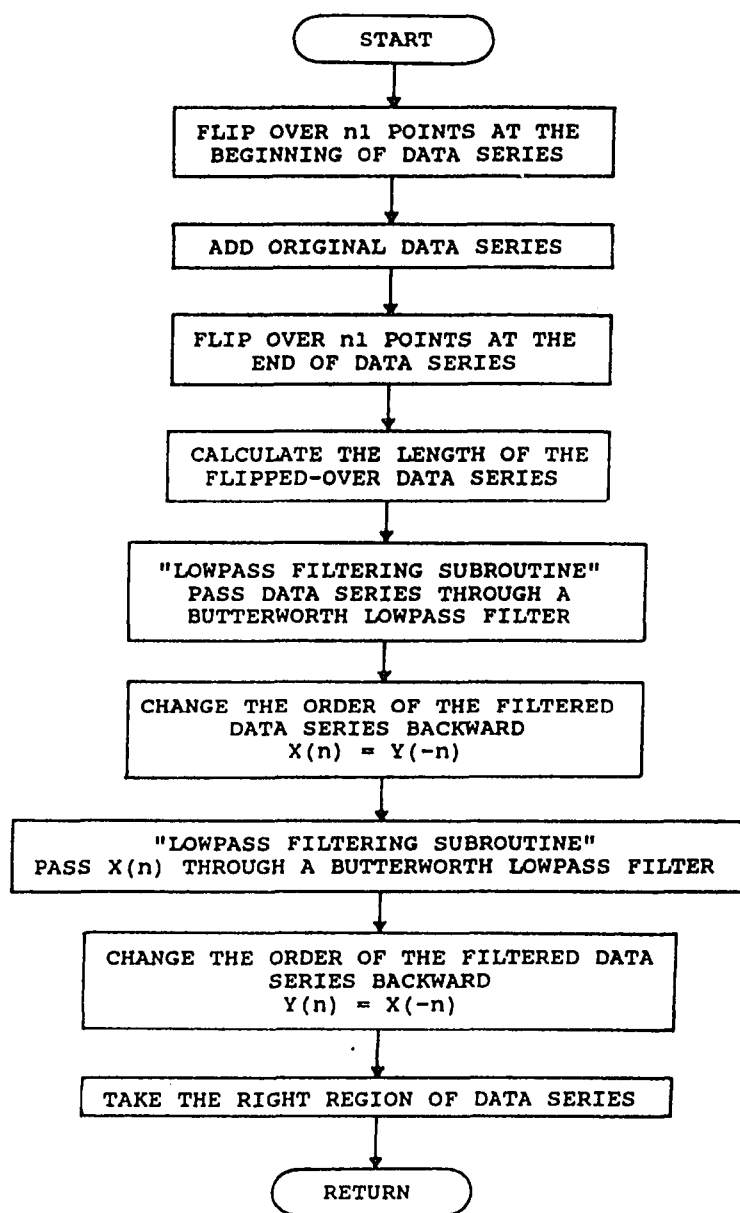 START
FLIP OVER n1 POINTS AT THE
BEGINNING OF DATA SERIES
ADD ORIGINAL DATA SERIES
FLIP OVER n1 POINTS AT THE
END OF DATA SERIES
CALCULATE THE LENGTH OF THE
FLIPPED-OVER DATA SERIES
"LOWPASS FILTERING SUBROUTINE"
PASS DATA SERIES THROUGH A
BUTTERWORTH LOWPASS FILTER
CHANGE THE ORDER OF THE FILTERED
DATA SERIES BACKWARD
X(n) = Y(-n)
"LOWPASS FILTERING SUBROUTINE"
PASS X(n) THROUGH A BUTTERWORTH LOWPASS FILTER
CHANGE THE ORDER OF THE FILTERED DATA
SERIES BACKWARD
Y(n) = X(-n)
TAKE THE RIGHT REGION OF DATA SERIES
RETURN